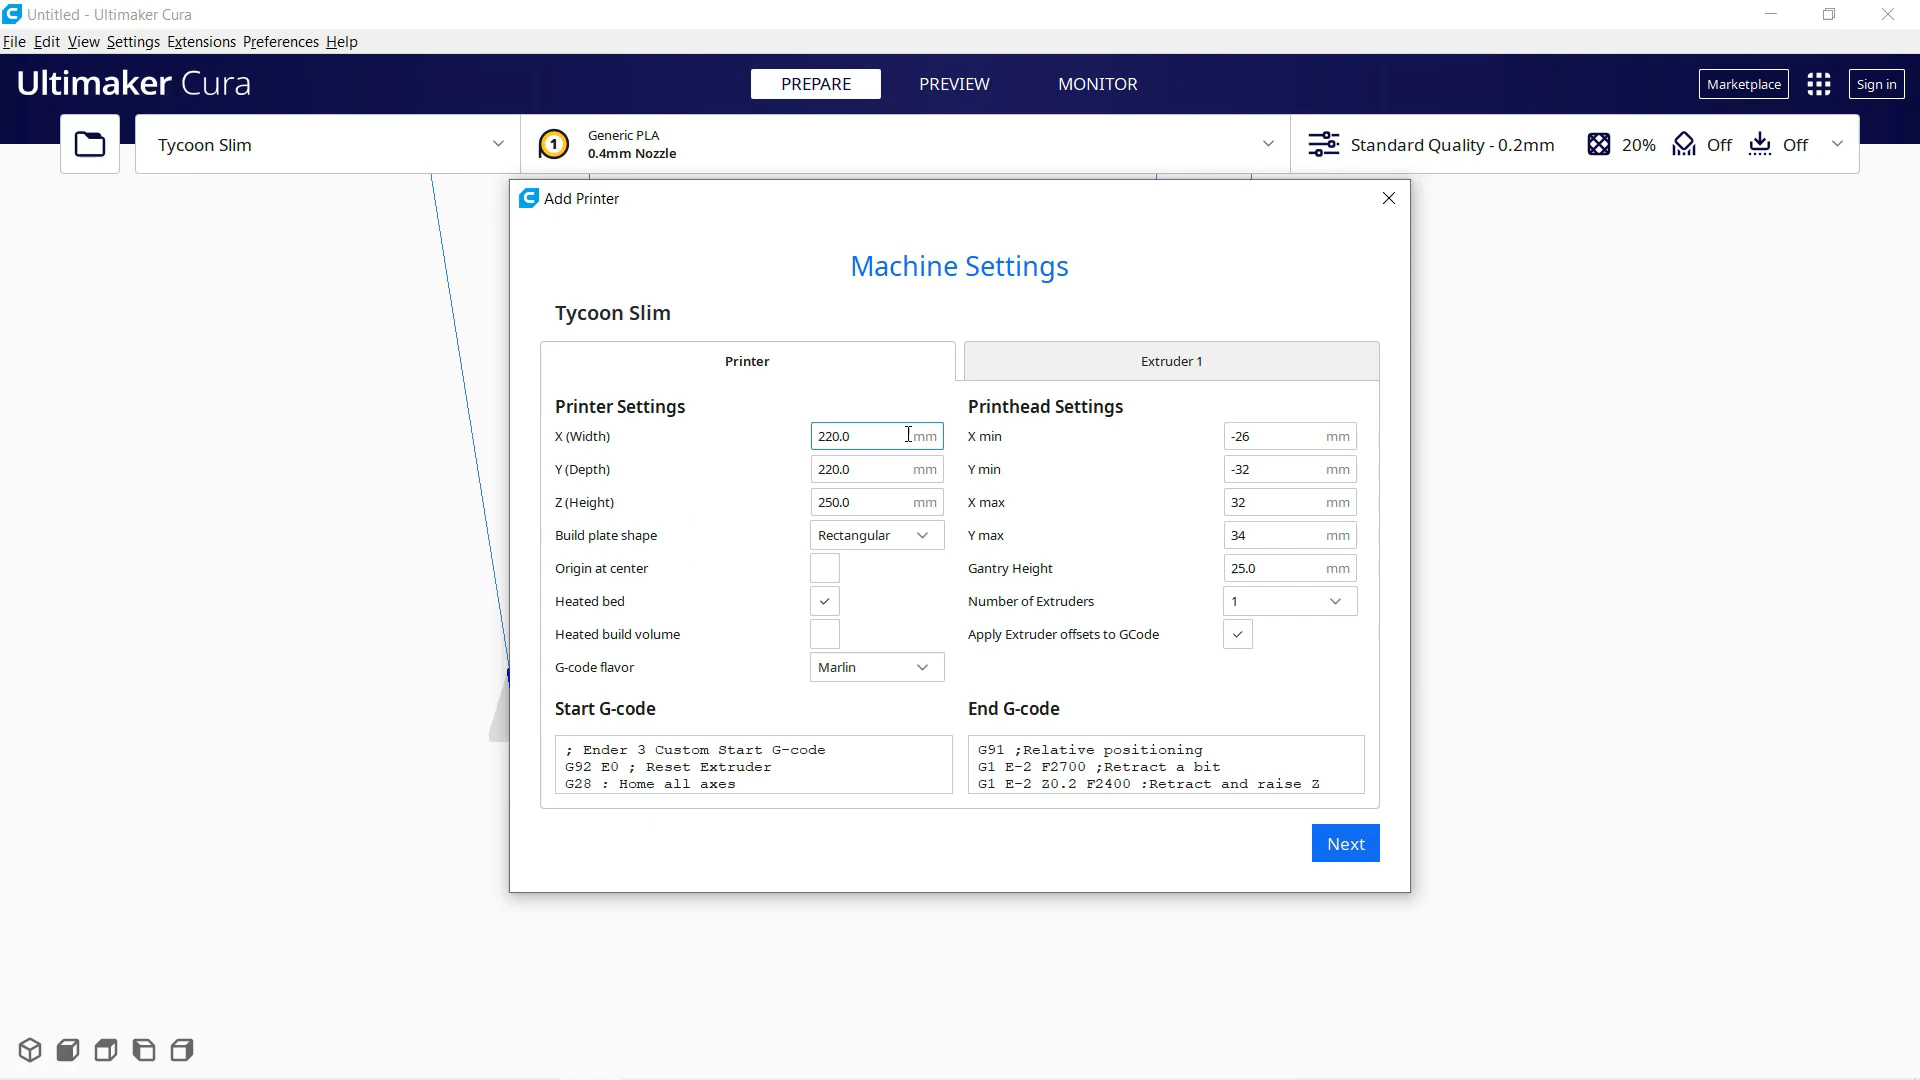 Untitled - Ultimaker Cura
File Edit View Settings Extensions Preferences Help
Ultimaker Cura
PREPARE PREVIEW MONITOR
Marketplace Sign in
Tycoon Slim
1 Generic PLA
0.4mm Nozzle
Standard Quality - 0.2mm 20% Off Off
Add Printer
Machine Settings
Tycoon Slim
Printer Extruder 1
Printer Settings
X (Width) 220.0 mm
Y (Depth) 220.0 mm
Z (Height) 250.0 mm
Build plate shape Rectangular
Origin at center
Heated bed
Heated build volume
G-code flavor Marlin
Printhead Settings
X min -26 mm
Y min -32 mm
X max 32 mm
Y max 34 mm
Gantry Height 25.0 mm
Number of Extruders 1
Apply Extruder offsets to GCode
Start G-code
; Ender 3 Custom Start G-code
G92 E0 ; Reset Extruder
G28 ; Home all axes
End G-code
G91 ;Relative positioning
G1 E-2 F2700 ;Retract a bit
G1 E-2 Z0.2 F2400 ;Retract and raise Z
Next